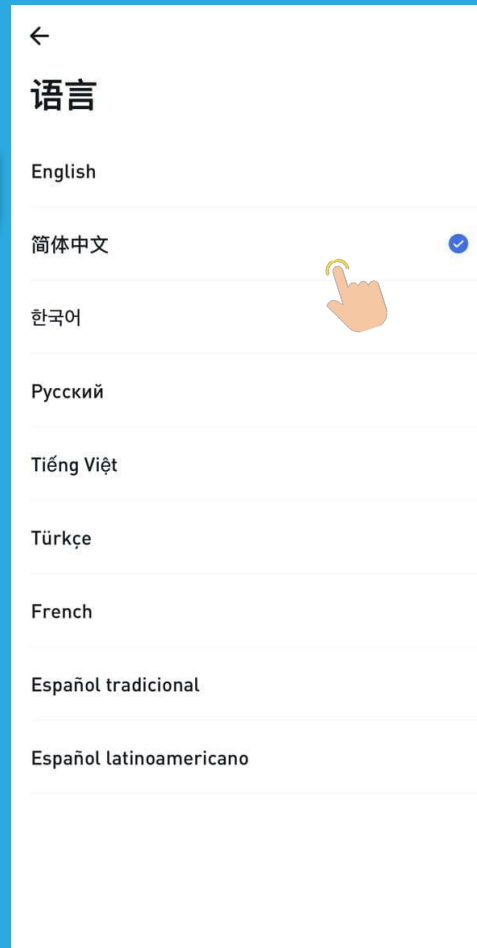 语言
English
简体中文
한국어
Русский
Tiếng Việt
Türkçe
French
Español tradicional
Español latinoamericano